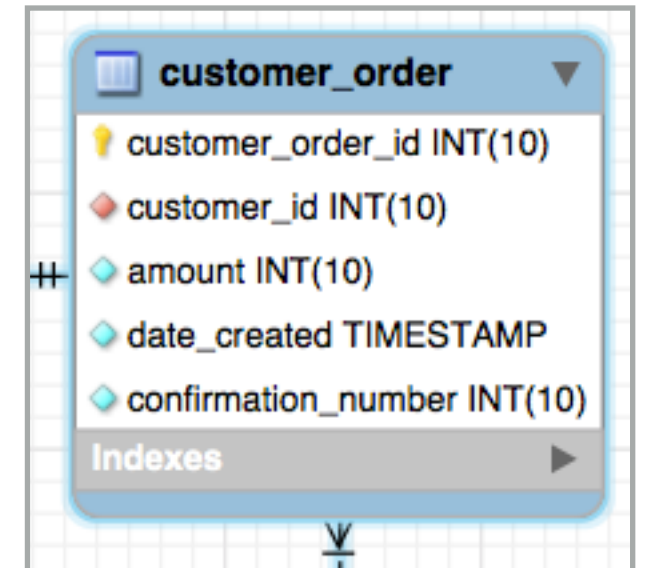 customer_order
customer_order_id INT(10)
customer_id INT(10)
amount INT(10)
date_created TIMESTAMP
confirmation_number INT(10)
Indexes